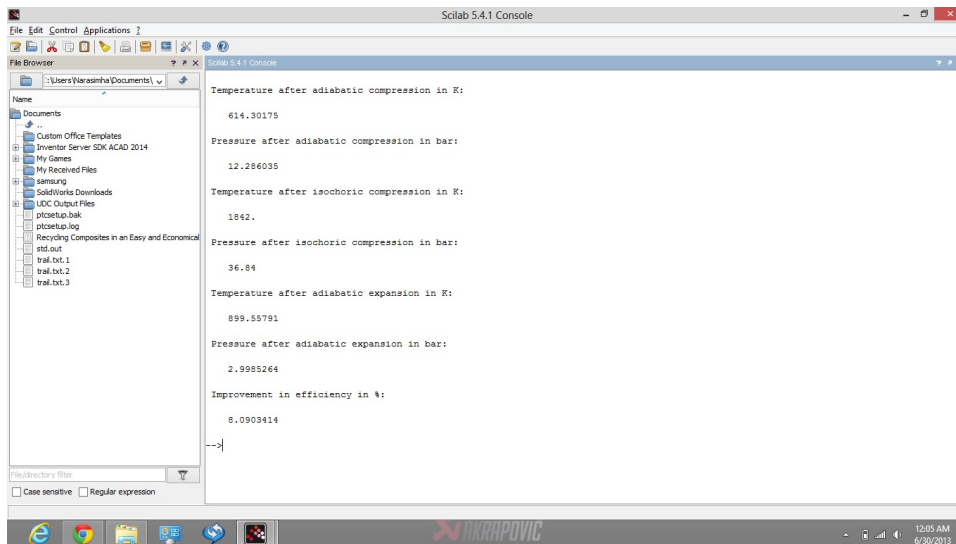 Scilab 5.4.1 Console
File Edit Control Applications ?
File Browser
Scilab 5.4.1 Console
:\Users\Narasimha\Documents\
Name
Documents
..
Custom Office Templates
Inventor Server SDK ACAD 2014
My Games
My Received Files
samsung
SolidWorks Downloads
UDC Output Files
ptcsetup.bak
ptcsetup.log
Recycling Composites in an Easy and Economical
std.out
trail.txt.1
trail.txt.2
trail.txt.3
Temperature after adiabatic compression in K:
614.30175
Pressure after adiabatic compression in bar:
12.286035
Temperature after isochoric compression in K:
1842.
Pressure after isochoric compression in bar:
36.84
Temperature after adiabatic expansion in K:
899.55791
Pressure after adiabatic expansion in bar:
2.9985264
Improvement in efficiency in %:
8.0903414
-->
File/directory filter
Case sensitive Regular expression
AKRAPOVIC
12:05 AM
6/30/2013